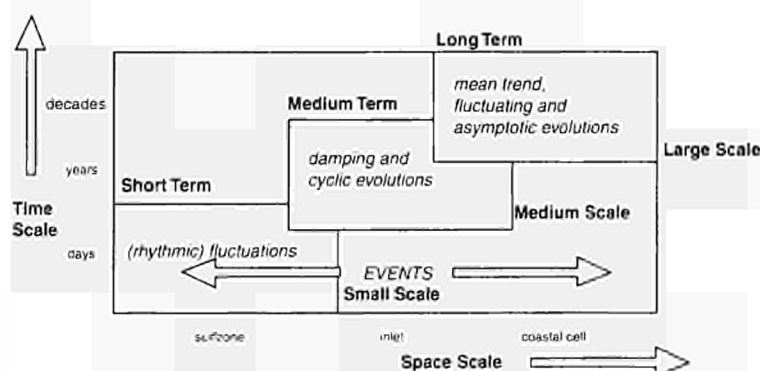 Long Term
mean trend,
fluctuating and
asymptotic evolutions
decades
Medium Term
damping and
cyclic evolutions
Large Scale
years
Short Term
Time
Scale
Medium Scale
days
(rhythmic) fluctuations
EVENTS
Small Scale
surfzone
inlet
coastal cell
Space Scale